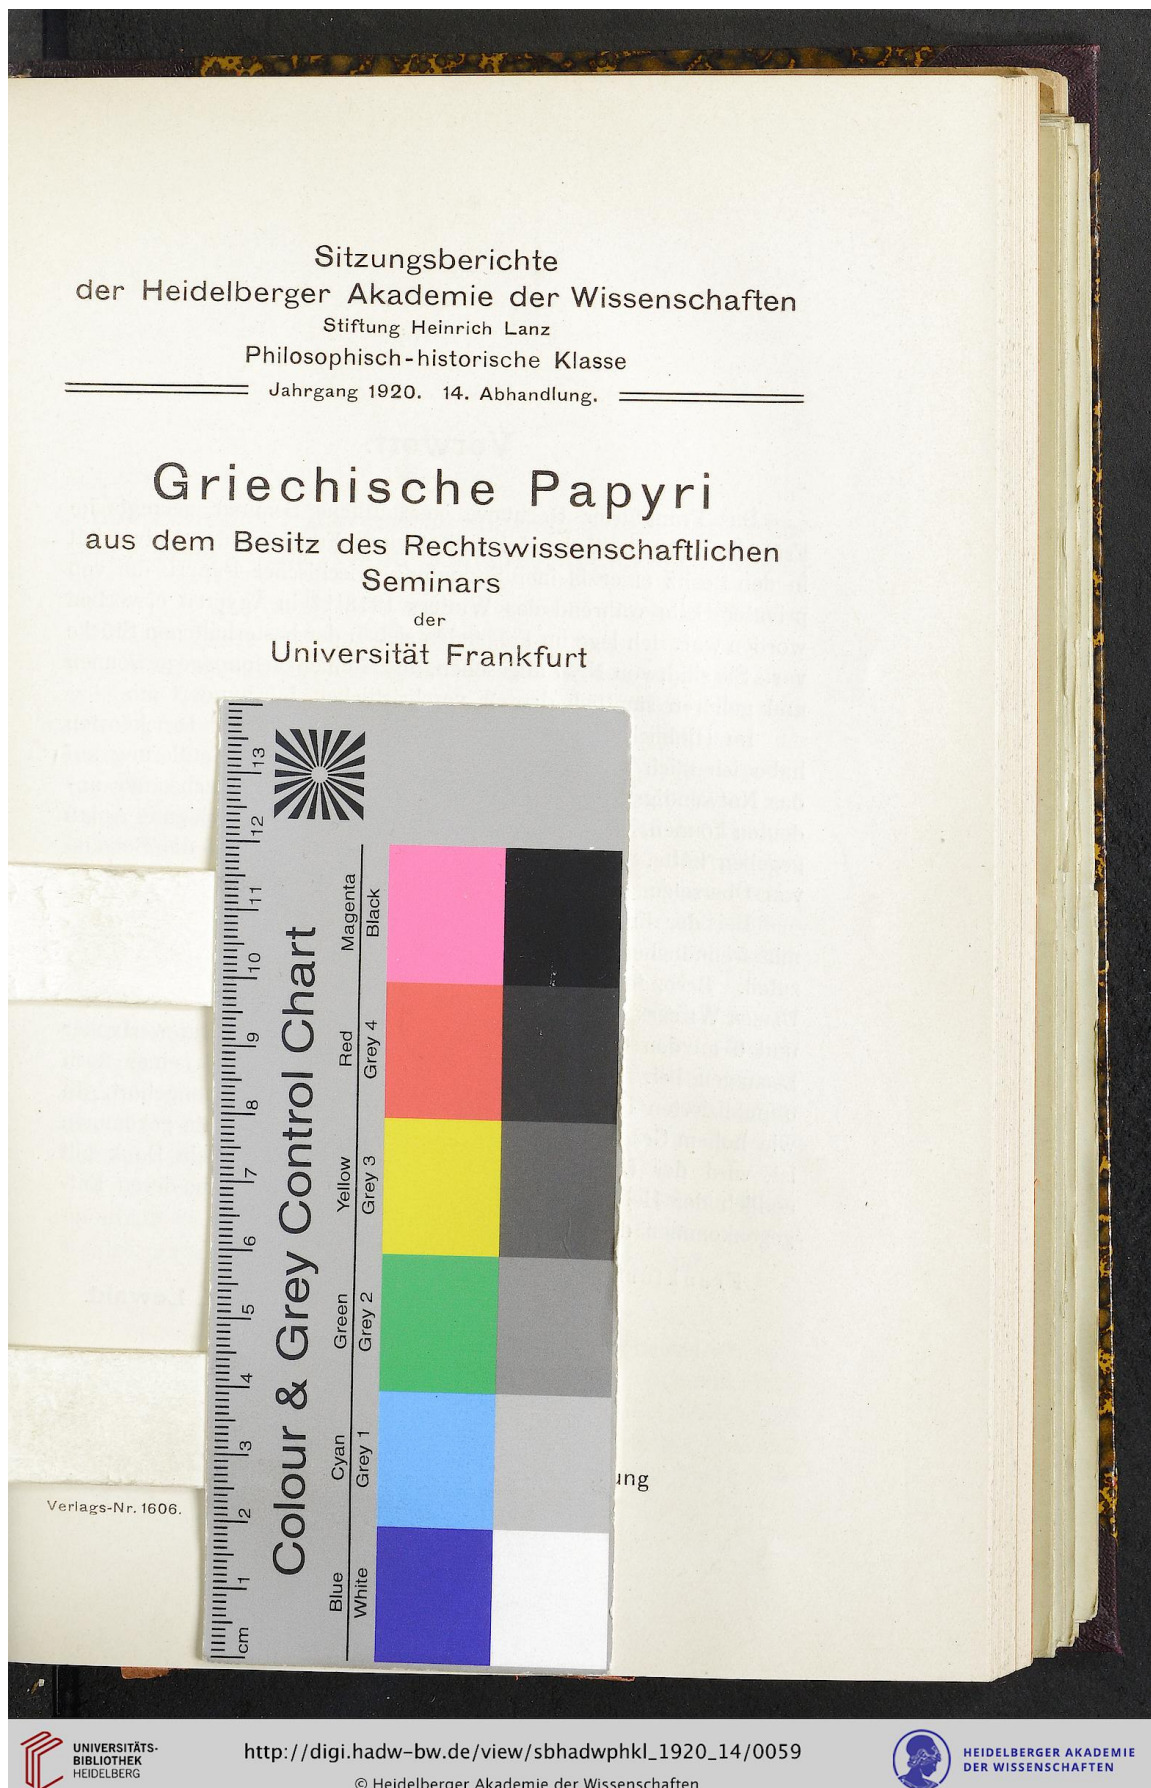 Sitzungsberichte
der Heidelberger Akademie der Wissenschaften
Stiftung Heinrich Lanz
Philosophisch-historische Klasse
Jahrgang 1920. 14. Abhandlung.
Griechische Papyri
aus dem Besitz des Rechtswissenschaftlichen
Seminars
der
Universität Frankfurt
13
12
11
10
9
8
7
6
5
4
3
2
1
cm
Colour & Grey Control Chart
Magenta
Black
Red
Grey 4
Yellow
Grey 3
Green
Grey 2
Cyan
Grey 1
Blue
White
ung
Verlags-Nr. 1606.
UNIVERSITÄTS-
BIBLIOTHEK
HEIDELBERG
http://digi.hadw-bw.de/view/sbhadwphkl_1920_14/0059
© Heidelberger Akademie der Wissenschaften
HEIDELBERGER AKADEMIE
DER WISSENSCHAFTEN